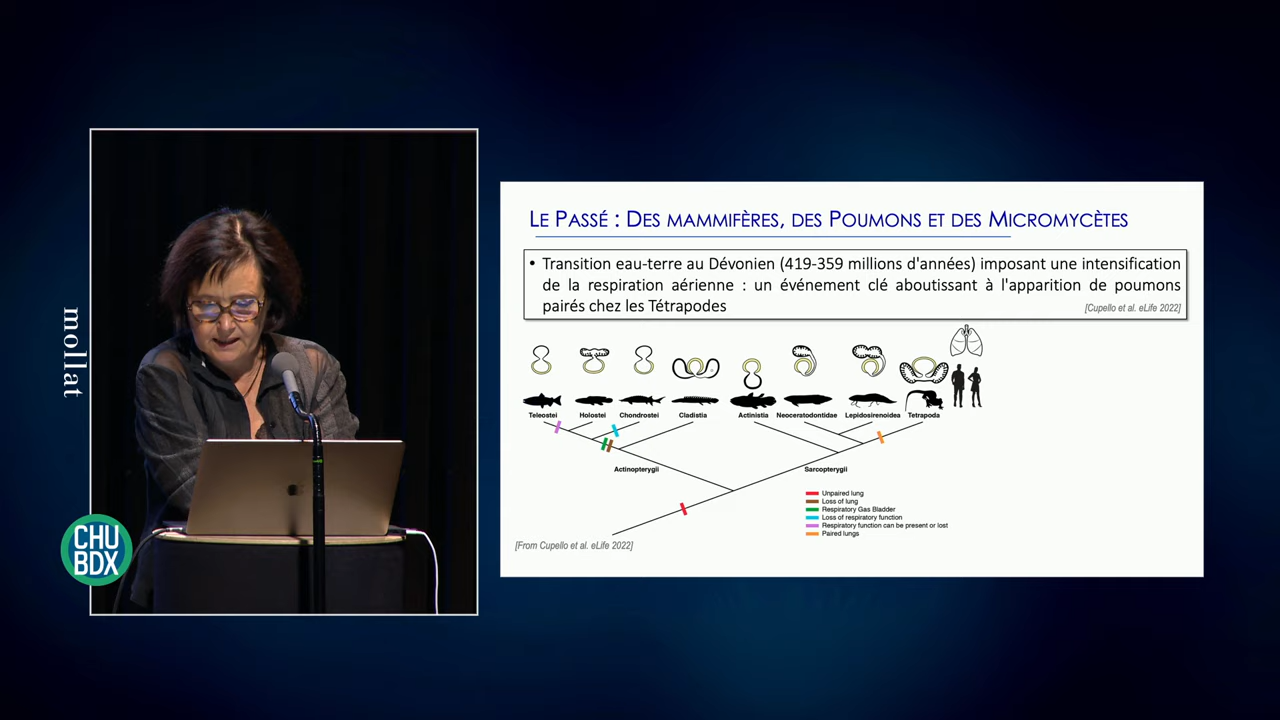 mollat
CHU
BDX
LE PASSÉ : DES MAMMIFÈRES, DES POUMONS ET DES MICROMYCÈTES
• Transition eau-terre au Dévonien (419-359 millions d'années) imposant une intensification
de la respiration aérienne : un événement clé aboutissant à l'apparition de poumons
pairés chez les Tétrapodes
[Cupello et al. eLife 2022]
Teleostei Holostei Chondrostei Cladistia Actinistia Neoceratodontidae Lepidosirenoidea Tetrapoda
Actinopterygii Sarcopterygii
Unpaired lung
Loss of lung
Respiratory Gas Bladder
Loss of respiratory function
Respiratory function can be present or lost
Paired lungs
[From Cupello et al. eLife 2022]